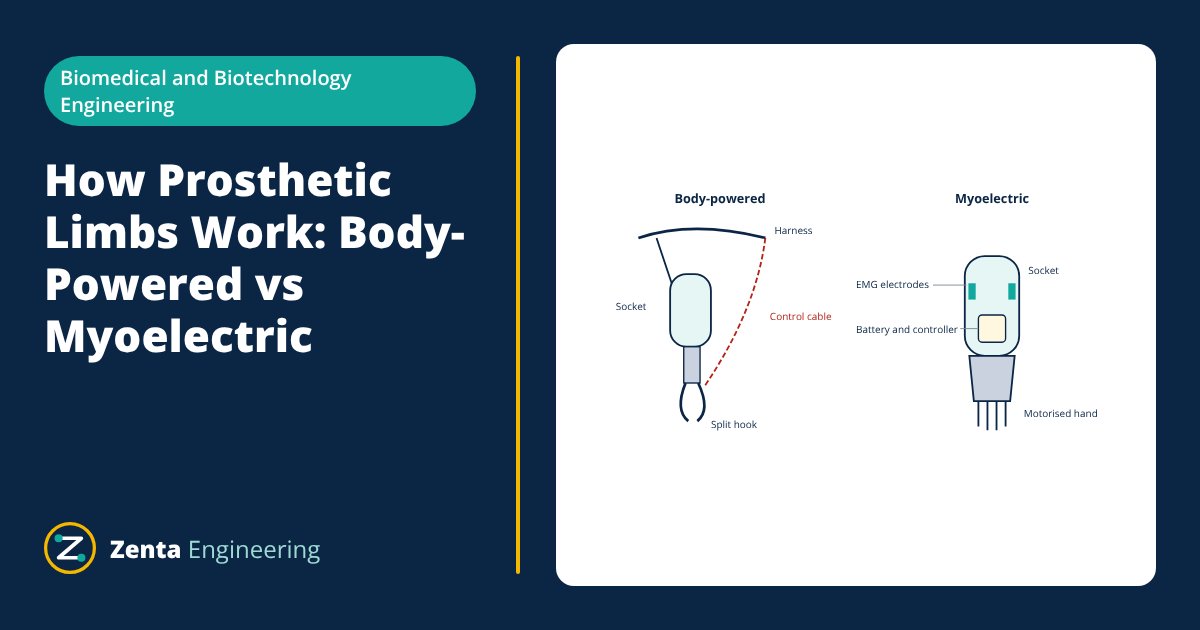 Biomedical and Biotechnology
Engineering
How Prosthetic
Limbs Work: Body-
Powered vs
Myoelectric
Zenta Engineering
Body-powered
Harness
Socket
Control cable
Split hook
Myoelectric
Socket
EMG electrodes
Battery and controller
Motorised hand